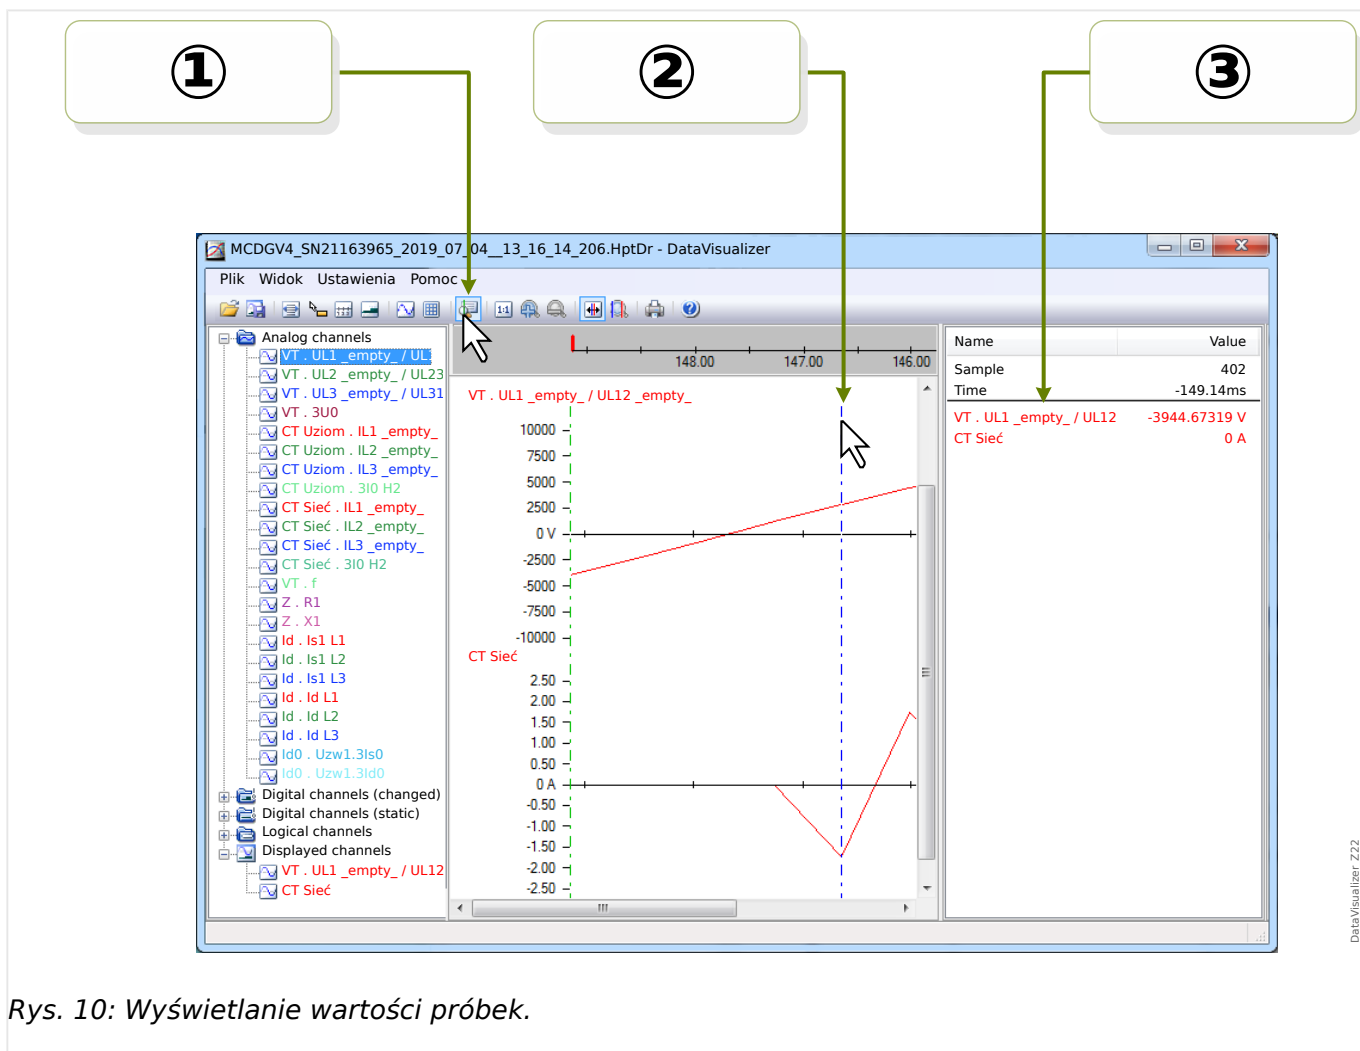 ① ② ③
MCDGV4_SN21163965_2019_07_04__13_16_14_206.HptDr - DataVisualizer
Plik Widok Ustawienia Pomoc
Analog channels
VT . UL1 _empty_ / UL
VT . UL2 _empty_ / UL23
VT . UL3 _empty_ / UL31
VT . 3U0
CT Uziom . IL1 _empty_
CT Uziom . IL2 _empty_
CT Uziom . IL3 _empty_
CT Uziom . 3I0 H2
CT Sieć . IL1 _empty_
CT Sieć . IL2 _empty_
CT Sieć . IL3 _empty_
CT Sieć . 3I0 H2
VT . f
Z . R1
Z . X1
Id . Is1 L1
Id . Is1 L2
Id . Is1 L3
Id . Id L1
Id . Id L2
Id . Id L3
Id0 . Uzw1.3Is0
Id0 . Uzw1.3Id0
Digital channels (changed)
Digital channels (static)
Logical channels
Displayed channels
VT . UL1 _empty_ / UL12
CT Sieć
148.00 147.00 146.00
VT . UL1 _empty_ / UL12 _empty_
10000
7500
5000
2500
0 V
-2500
-5000
-7500
-10000
CT Sieć
2.50
2.00
1.50
1.00
0.50
0 A
-0.50
-1.00
-1.50
-2.00
-2.50
Name Value
Sample 402
Time -149.14ms
VT . UL1 _empty_ / UL12 -3944.67319 V
CT Sieć 0 A
1:1
DataVisualizer Z22
Rys. 10: Wyświetlanie wartości próbek.